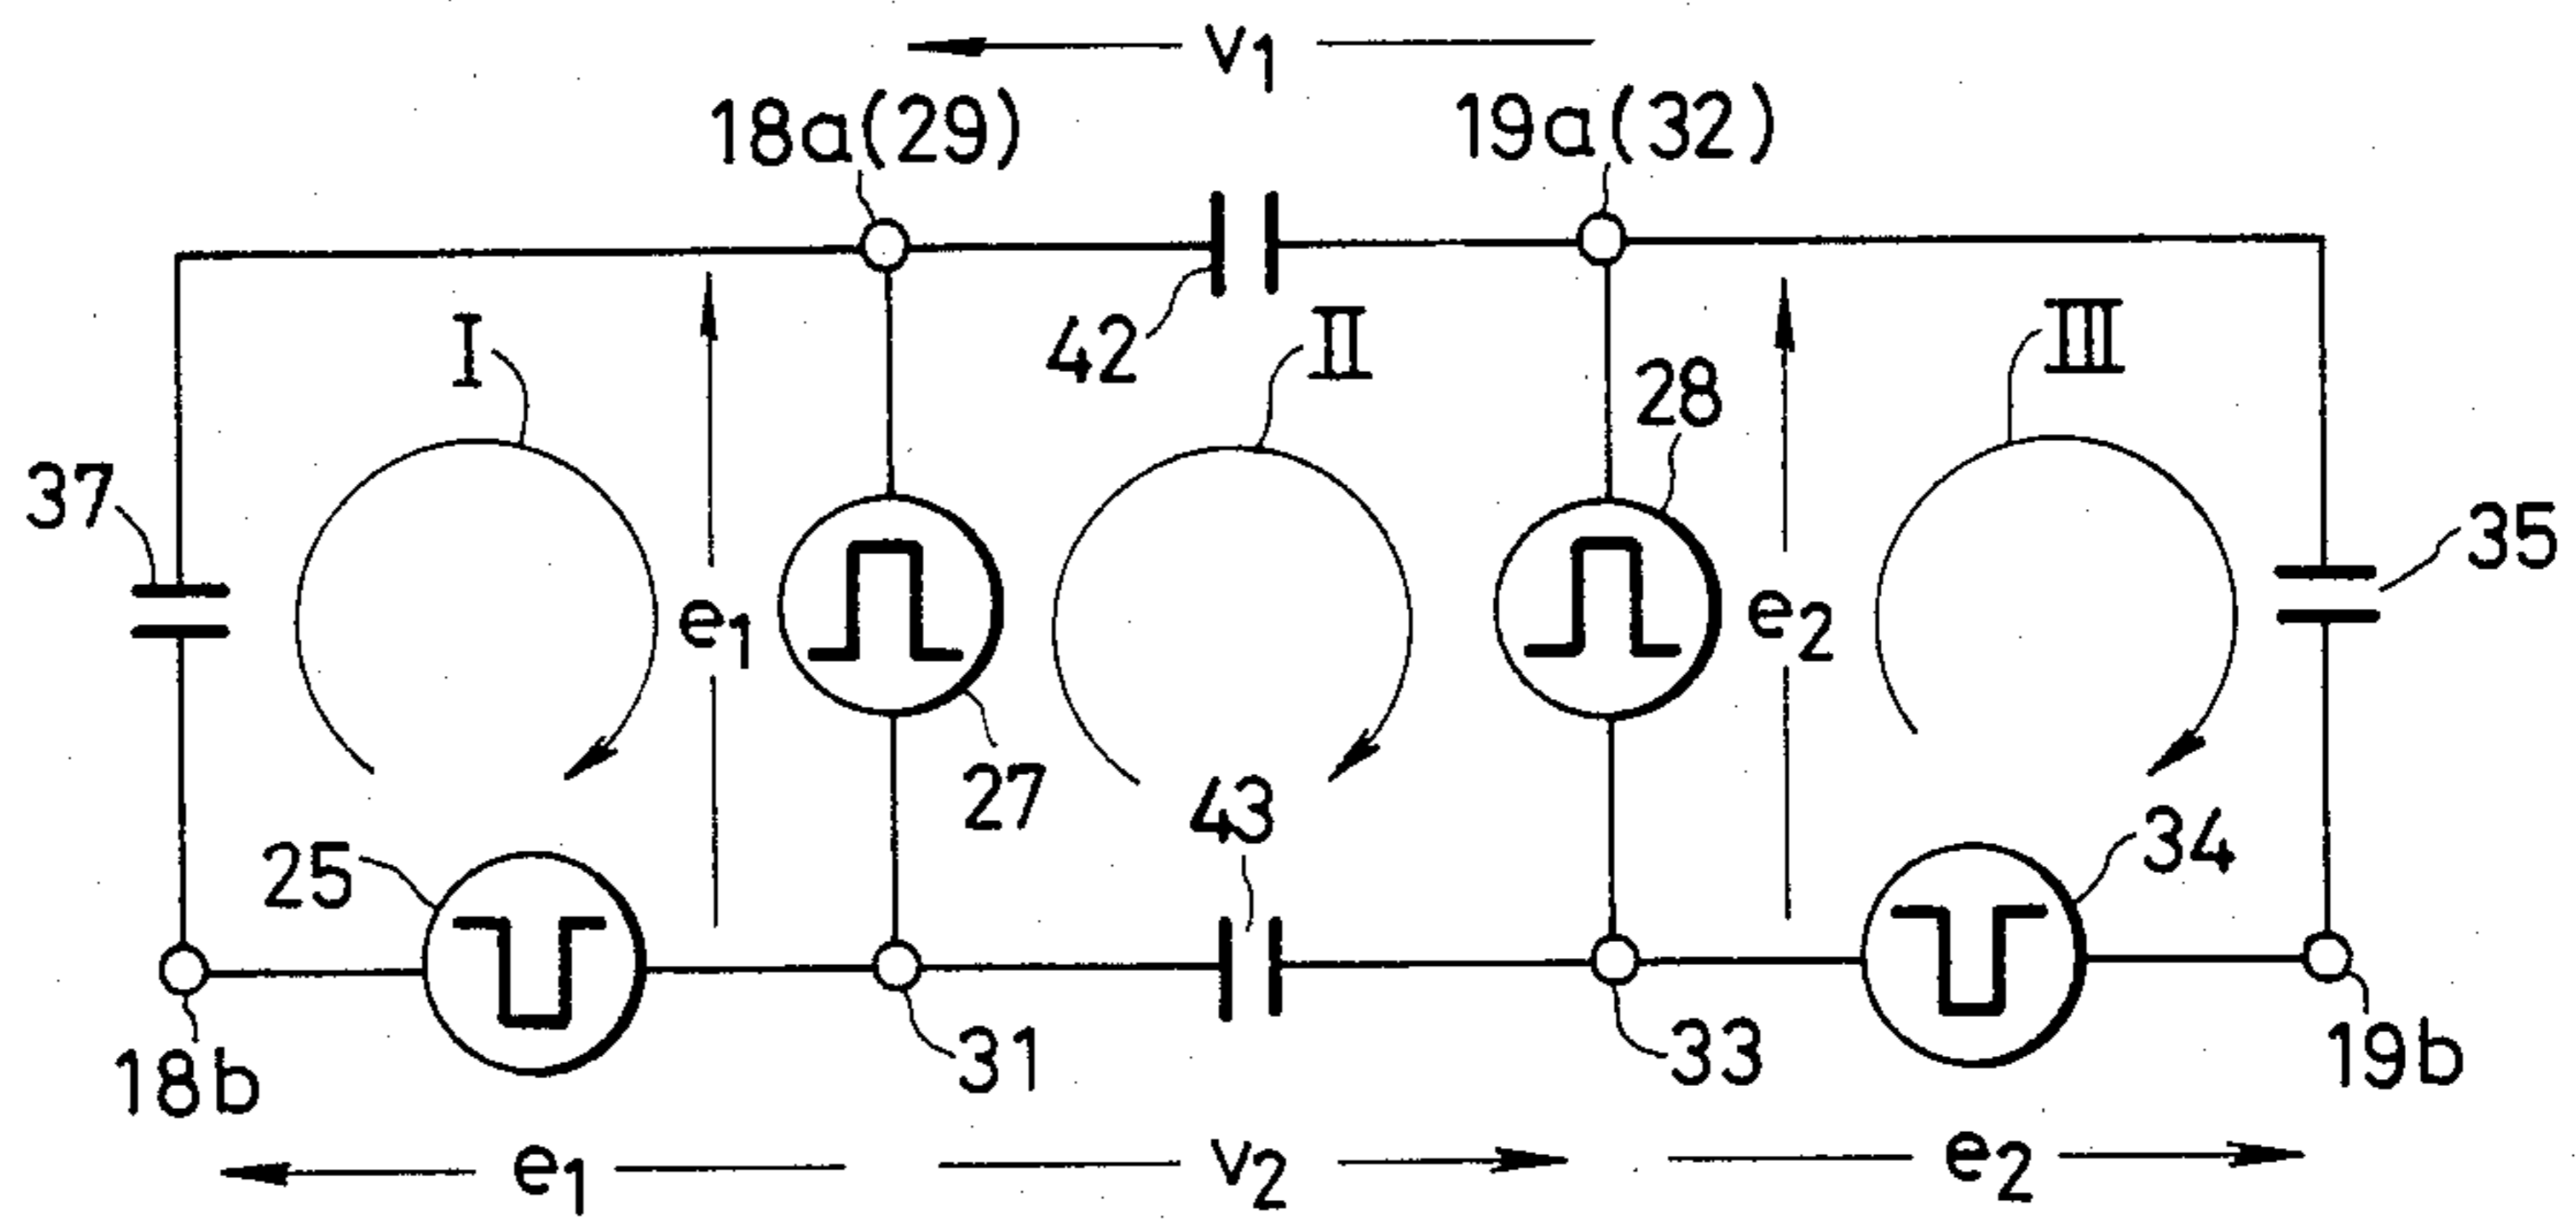 v1
18a(29) 19a(32)
I 42 II 28 III
37 35
e1 e2
27 43
25 34
18b 31 33 19b
e1 v2 e2